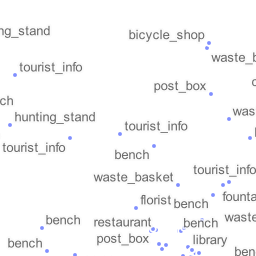 ng_stand
bicycle_shop
waste_b
tourist_info
post_box
c
ch
was
hunting_stand
tourist_info
tourist_info
bench
tourist_info
waste_basket
florist
bench
founta
bench
restaurant
bench
waste
post_box
library
bench
ben